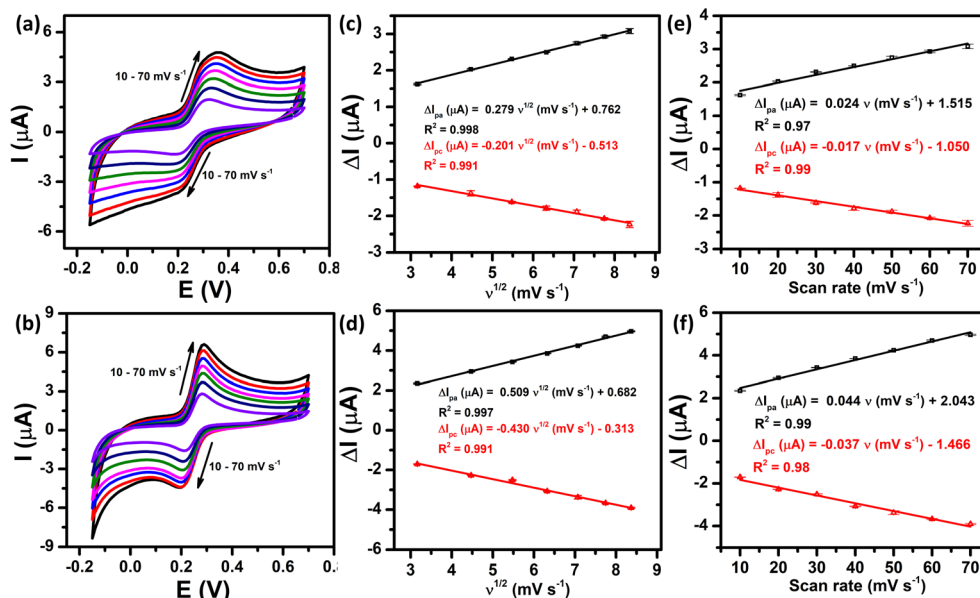 (a)
I (μA)
6
3
0
-3
-6
10 - 70 mV s-1
10 - 70 mV s-1
-0.2 0.0 0.2 0.4 0.6 0.8
E (V)
(c)
ΔI (μA)
4
3
2
1
0
-1
-2
-3
ΔIpa (μA) = 0.279 ν1/2 (mV s-1) + 0.762
R2 = 0.998
ΔIpc (μA) = -0.201 ν1/2 (mV s-1) - 0.513
R2 = 0.991
3 4 5 6 7 8 9
ν1/2 (mV s-1)
(e)
ΔI (μA)
4
3
2
1
0
-1
-2
-3
ΔIpa (μA) = 0.024 ν (mV s-1) + 1.515
R2 = 0.97
ΔIpc (μA) = -0.017 ν (mV s-1) - 1.050
R2 = 0.99
10 20 30 40 50 60 70
Scan rate (mV s-1)
(b)
I (μA)
9
6
3
0
-3
-6
-9
10 - 70 mV s-1
10 - 70 mV s-1
-0.2 0.0 0.2 0.4 0.6 0.8
E (V)
(d)
ΔI (μA)
6
4
2
0
-2
-4
-6
ΔIpa (μA) = 0.509 ν1/2 (mV s-1) + 0.682
R2 = 0.997
ΔIpc (μA) = -0.430 ν1/2 (mV s-1) - 0.313
R2 = 0.991
3 4 5 6 7 8 9
ν1/2 (mV s-1)
(f)
ΔI (μA)
6
4
2
0
-2
-4
ΔIpa (μA) = 0.044 ν (mV s-1) + 2.043
R2 = 0.99
ΔIpc (μA) = -0.037 ν (mV s-1) - 1.466
R2 = 0.98
10 20 30 40 50 60 70
Scan rate (mV s-1)